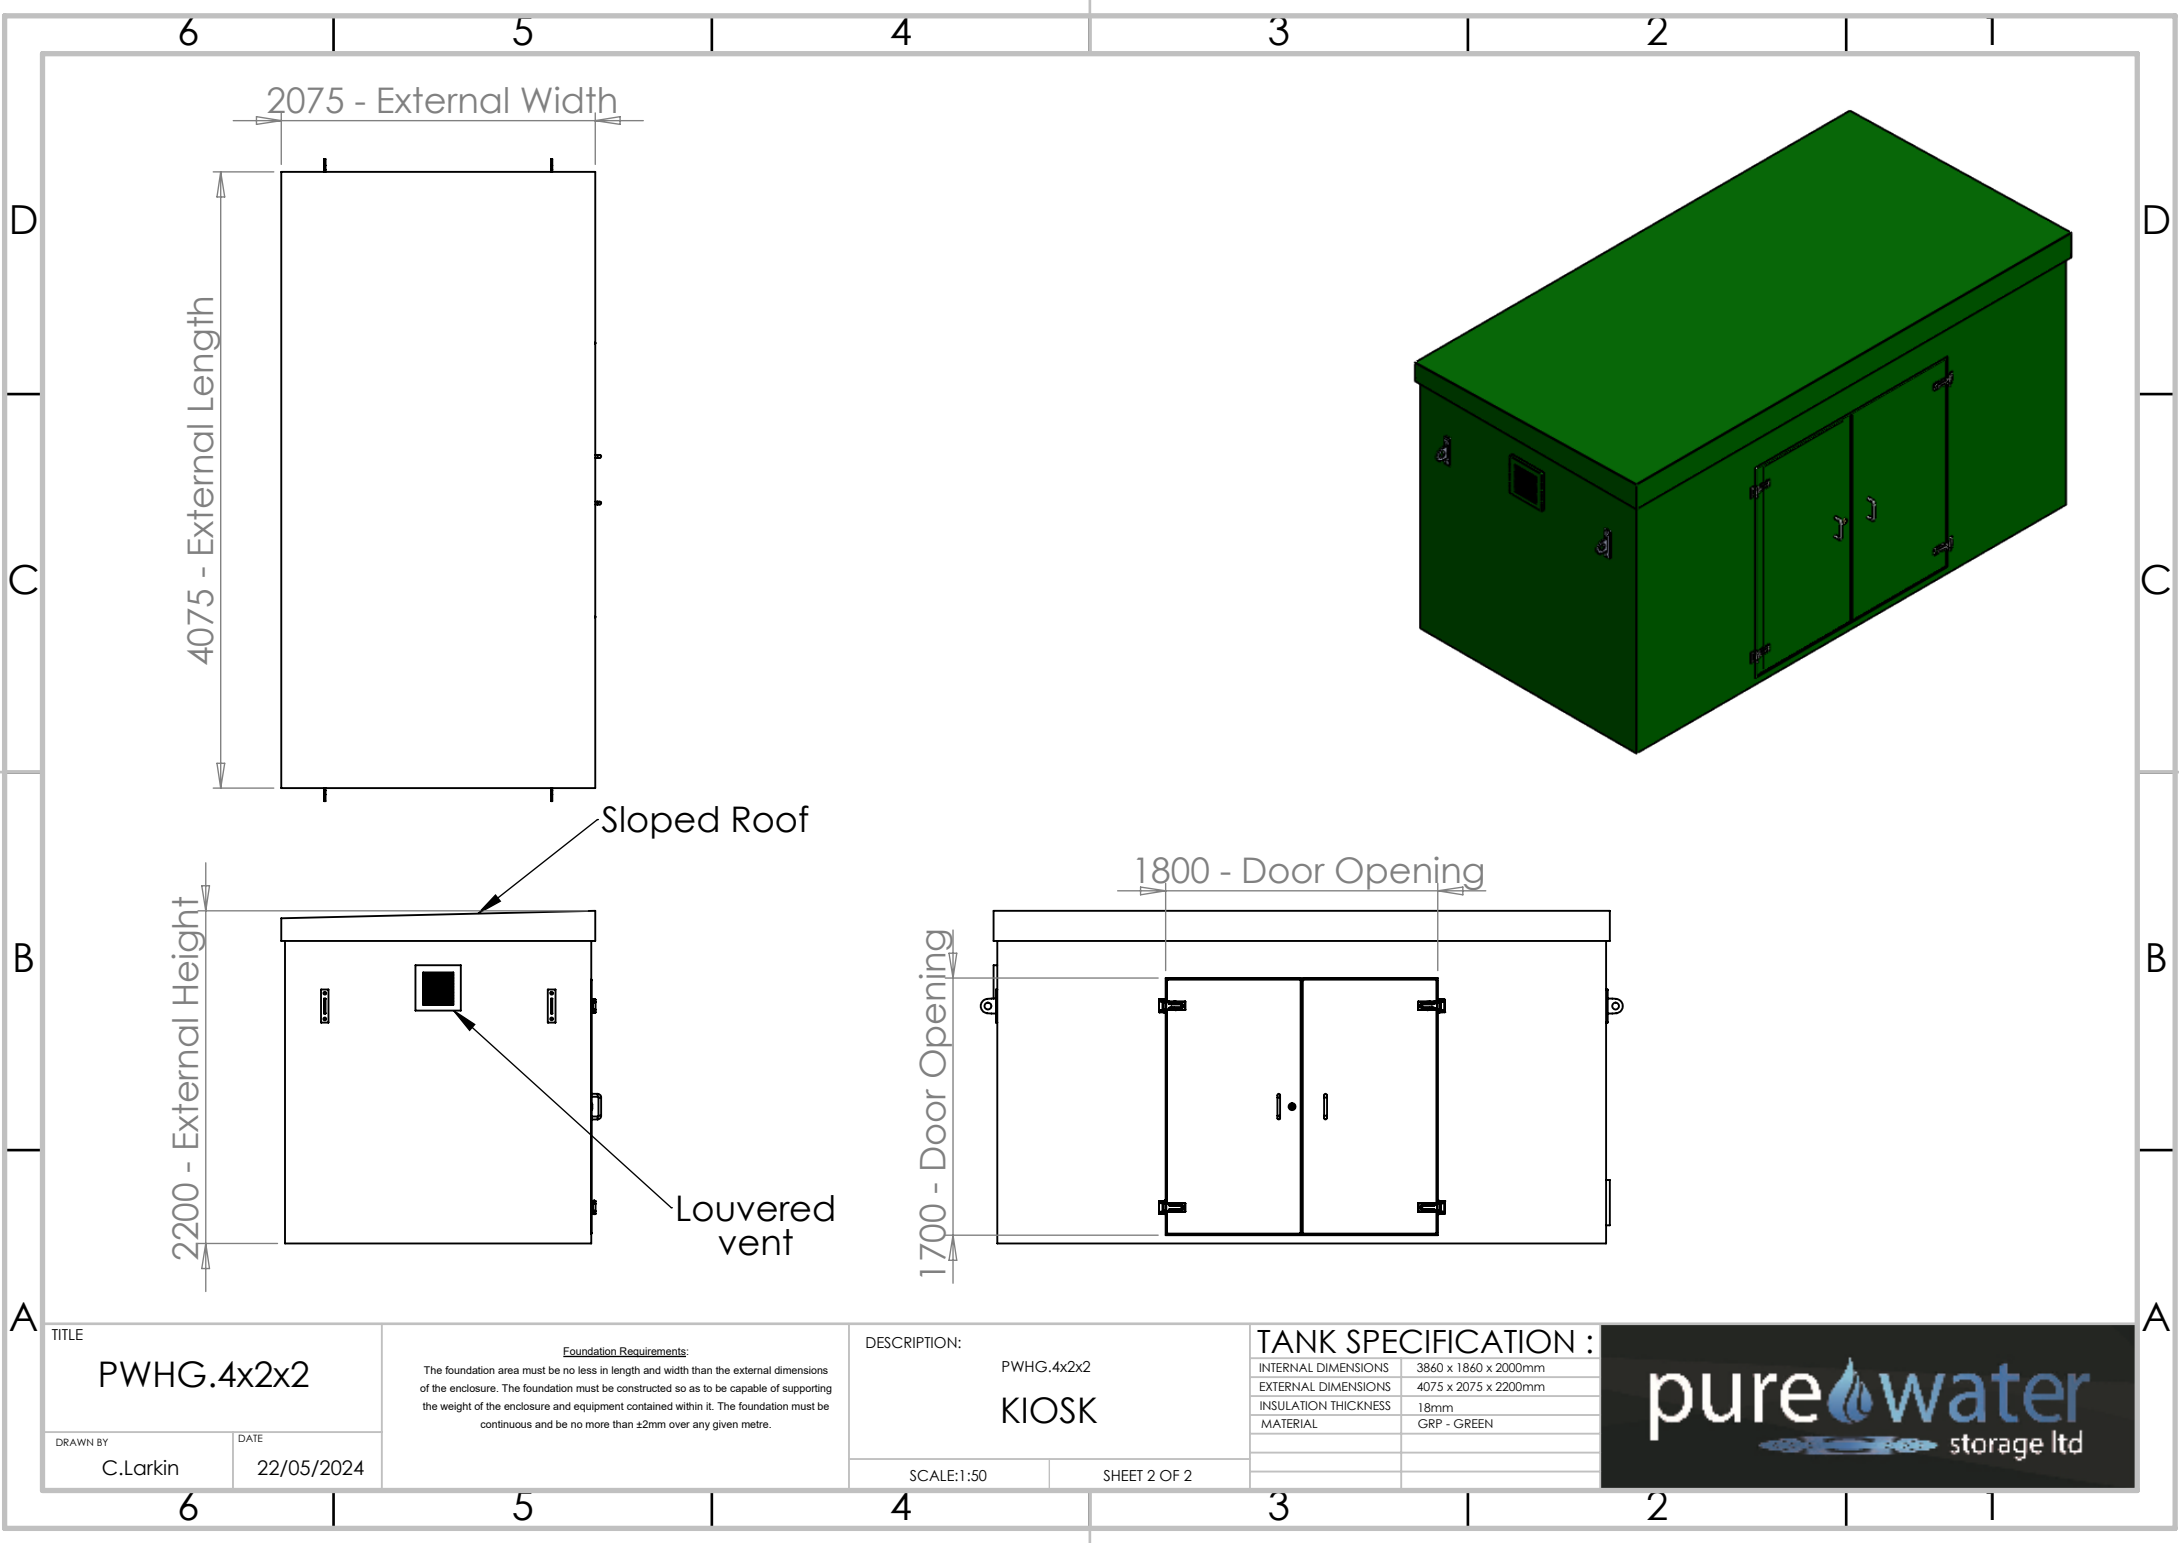 6 5 4 3 2 1
D D
C C
B B
A A
2075 - External Width
4075 - External Length
Sloped Roof
2200 - External Height
Louvered
vent
1800 - Door Opening
1700 - Door Opening
TITLE
PWHG.4x2x2
DRAWN BY
C.Larkin
DATE
22/05/2024
Foundation Requirements:
The foundation area must be no less in length and width than the external dimensions
of the enclosure. The foundation must be constructed so as to be capable of supporting
the weight of the enclosure and equipment contained within it. The foundation must be
continuous and be no more than ±2mm over any given metre.
DESCRIPTION:
PWHG.4x2x2
KIOSK
SCALE:1:50
SHEET 2 OF 2
TANK SPECIFICATION :
INTERNAL DIMENSIONS 3860 x 1860 x 2000mm
EXTERNAL DIMENSIONS 4075 x 2075 x 2200mm
INSULATION THICKNESS 18mm
MATERIAL GRP - GREEN
pure water
storage ltd
6 5 4 3 2 1